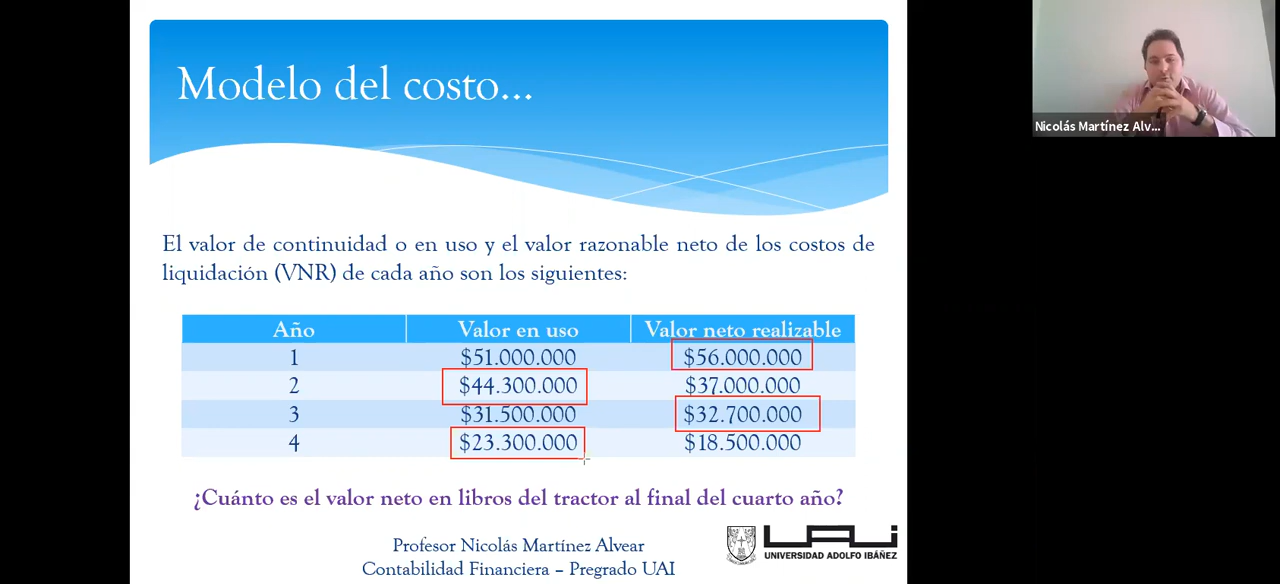 Modelo del costo...
Nicolás Martínez Alv...
El valor de continuidad o en uso y el valor razonable neto de los costos de
liquidación (VNR) de cada año son los siguientes:
Año Valor en uso Valor neto realizable
1 $51.000.000 $56.000.000
2 $44.300.000 $37.000.000
3 $31.500.000 $32.700.000
4 $23.300.000 $18.500.000
¿Cuánto es el valor neto en libros del tractor al final del cuarto año?
Profesor Nicolás Martínez Alvear
Contabilidad Financiera – Pregrado UAI
UAI
UNIVERSIDAD ADOLFO IBÁÑEZ